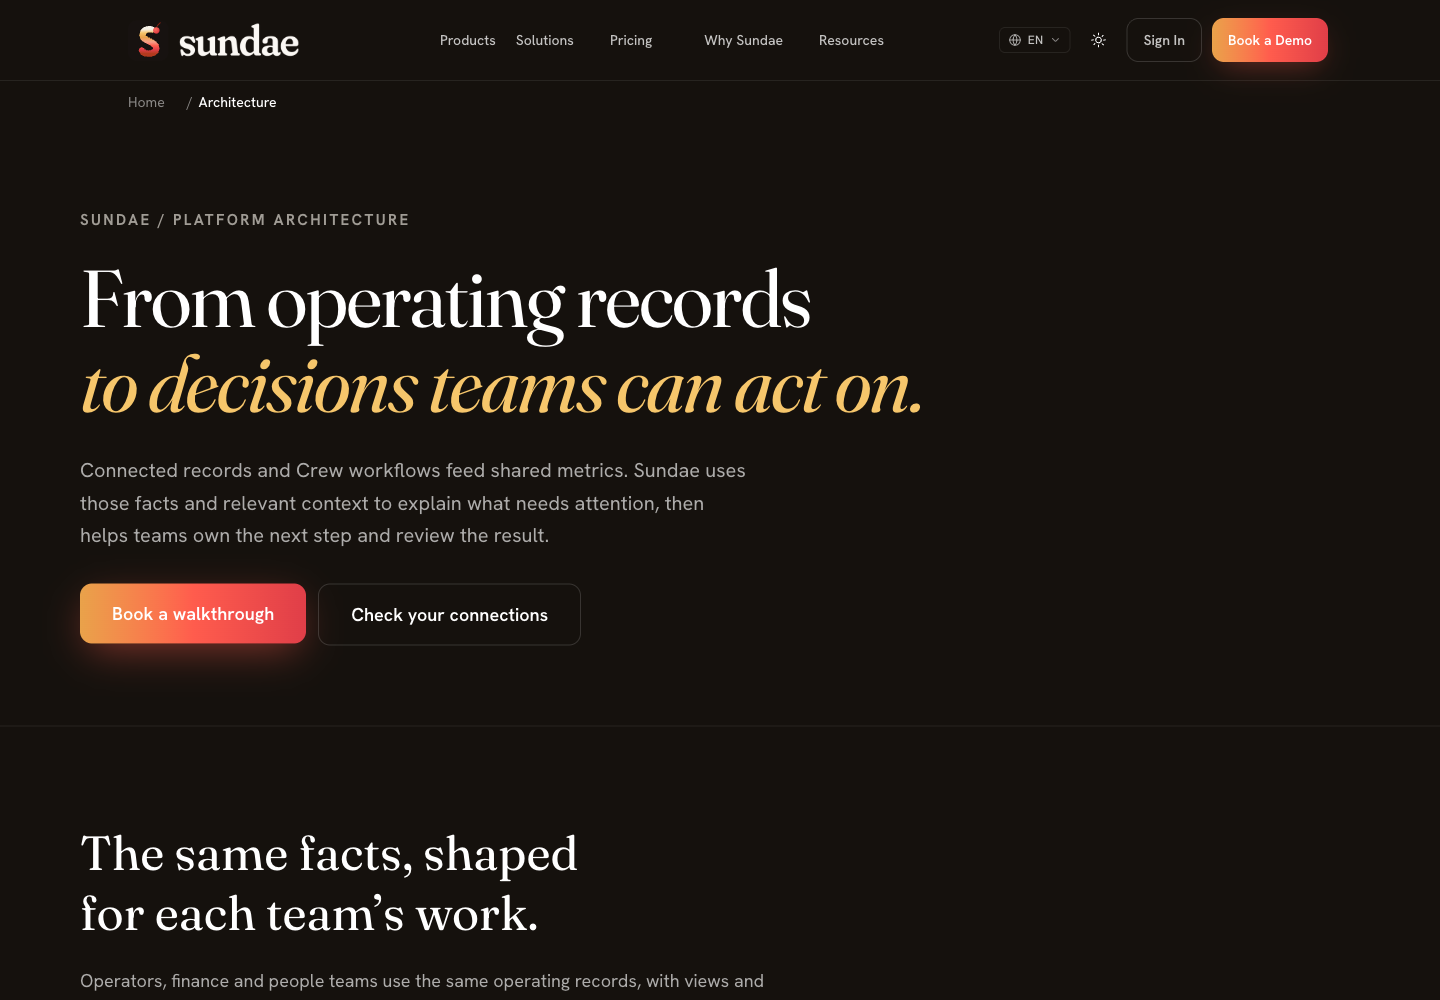 sundae
Products Solutions Pricing Why Sundae Resources EN Sign In Book a Demo
Home / Architecture
SUNDAE / PLATFORM ARCHITECTURE
From operating records
to decisions teams can act on.
Connected records and Crew workflows feed shared metrics. Sundae uses
those facts and relevant context to explain what needs attention, then
helps teams own the next step and review the result.
Book a walkthrough Check your connections
The same facts, shaped
for each team’s work.
Operators, finance and people teams use the same operating records, with views and